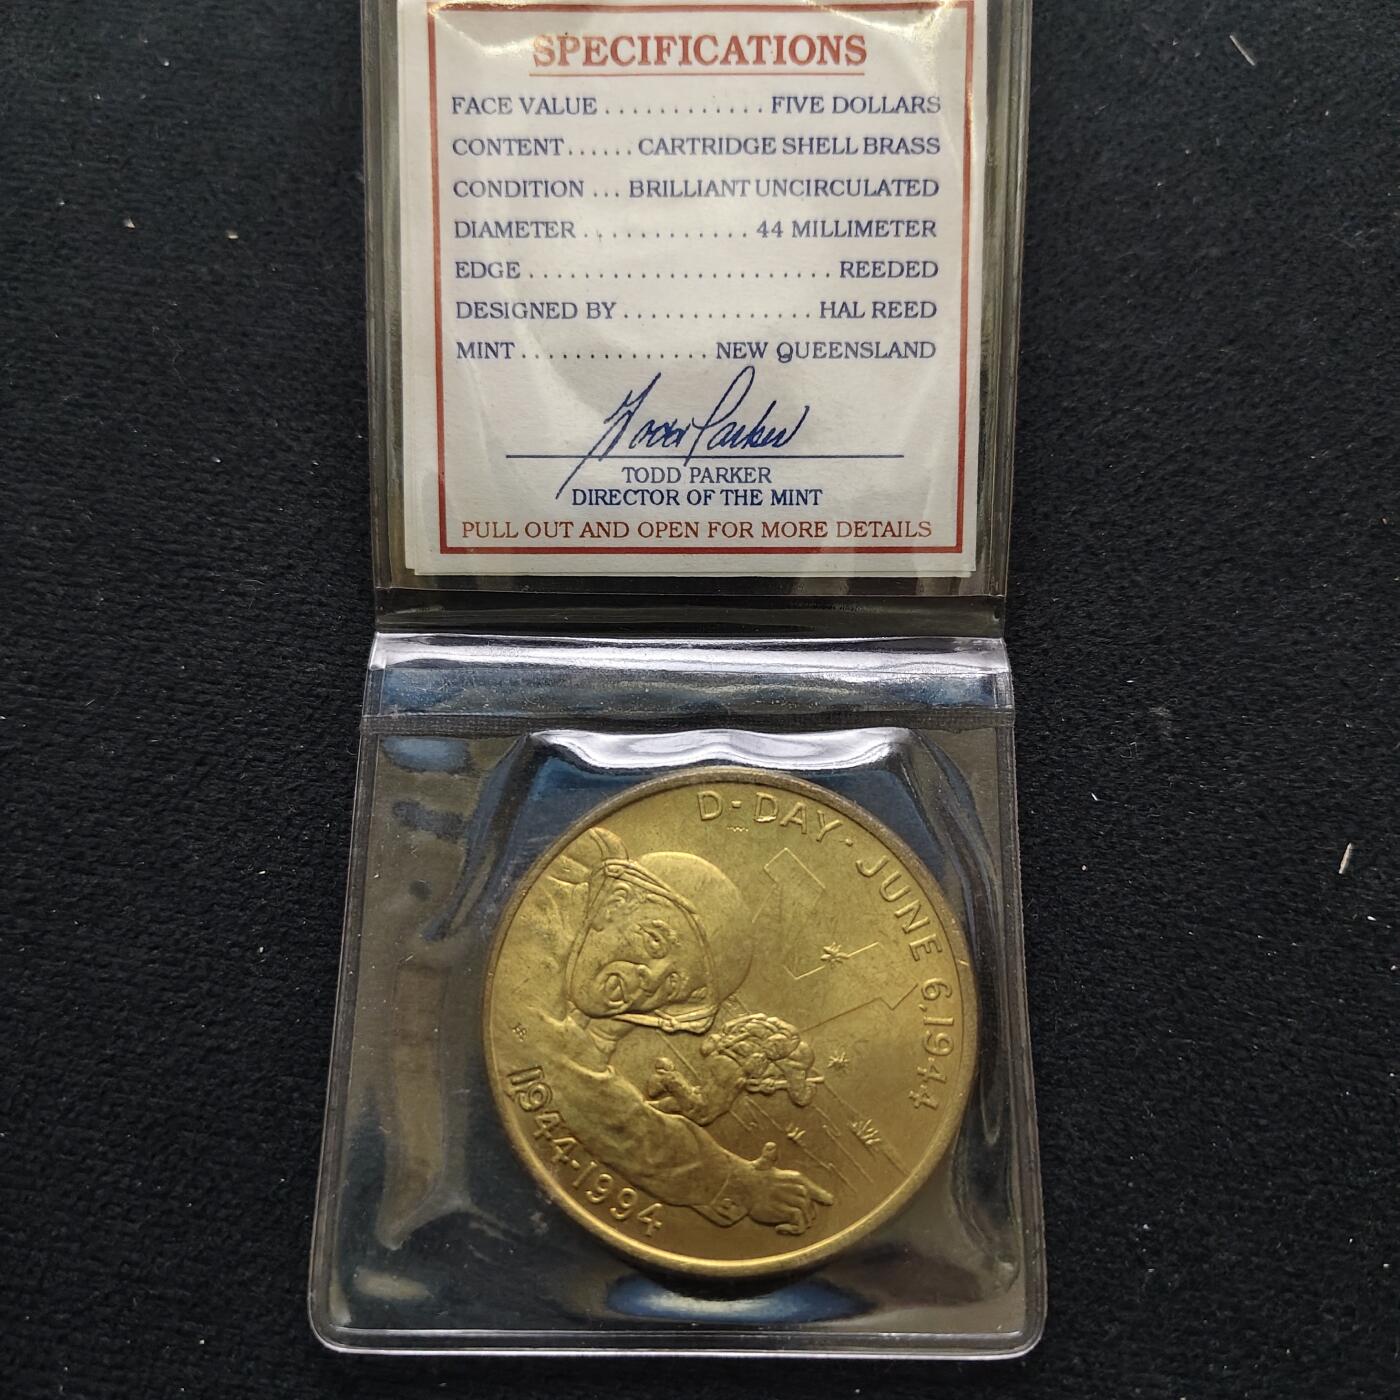 SPECIFICATIONS
FACE VALUE ............. FIVE DOLLARS
CONTENT ...... CARTRIDGE SHELL BRASS
CONDITION ... BRILLIANT UNCIRCULATED
DIAMETER ............. 44 MILLIMETER
EDGE ....................... REEDED
DESIGNED BY ............... HAL REED
MINT ............... NEW QUEENSLAND
Todd Parker
TODD PARKER
DIRECTOR OF THE MINT
PULL OUT AND OPEN FOR MORE DETAILS
D-DAY · JUNE 6, 1944
1944-1994